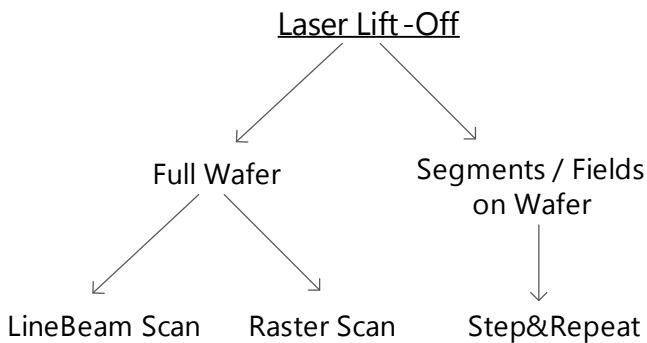 Laser Lift-Off
Full Wafer
Segments / Fields
on Wafer
LineBeam Scan
Raster Scan
Step&Repeat